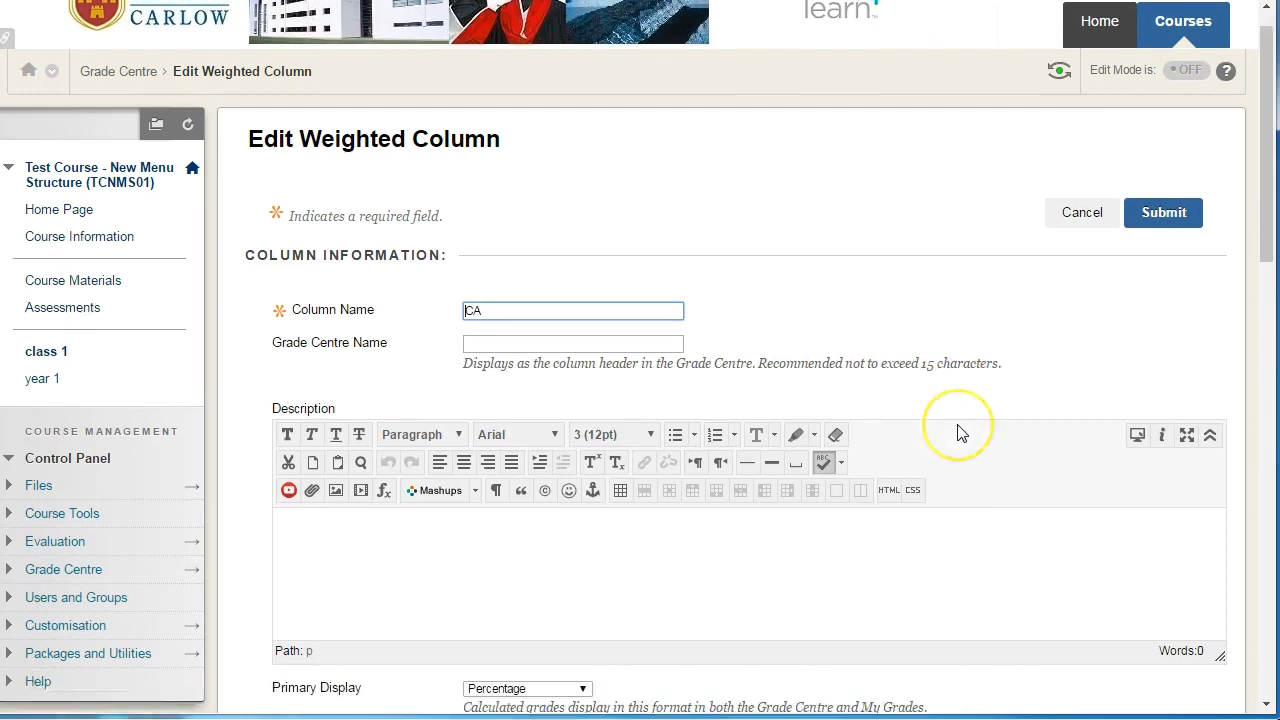 CARLOW
learn™
Home
Courses
Grade Centre > Edit Weighted Column
Edit Mode is:
OFF
?
Test Course - New Menu
Structure (TCNMS01)
Home Page
Course Information
Course Materials
Assessments
class 1
year 1
COURSE MANAGEMENT
Control Panel
Files
Course Tools
Evaluation
Grade Centre
Users and Groups
Customisation
Packages and Utilities
Help
Edit Weighted Column
Indicates a required field.
Cancel
Submit
COLUMN INFORMATION:
Column Name
CA
Grade Centre Name
Displays as the column header in the Grade Centre. Recommended not to exceed 15 characters.
Description
T T T T Paragraph Arial 3 (12pt) T
Tx Tx ABC
Mashups HTML CSS
Path: p
Words:0
Primary Display
Percentage
Calculated grades display in this format in both the Grade Centre and My Grades.